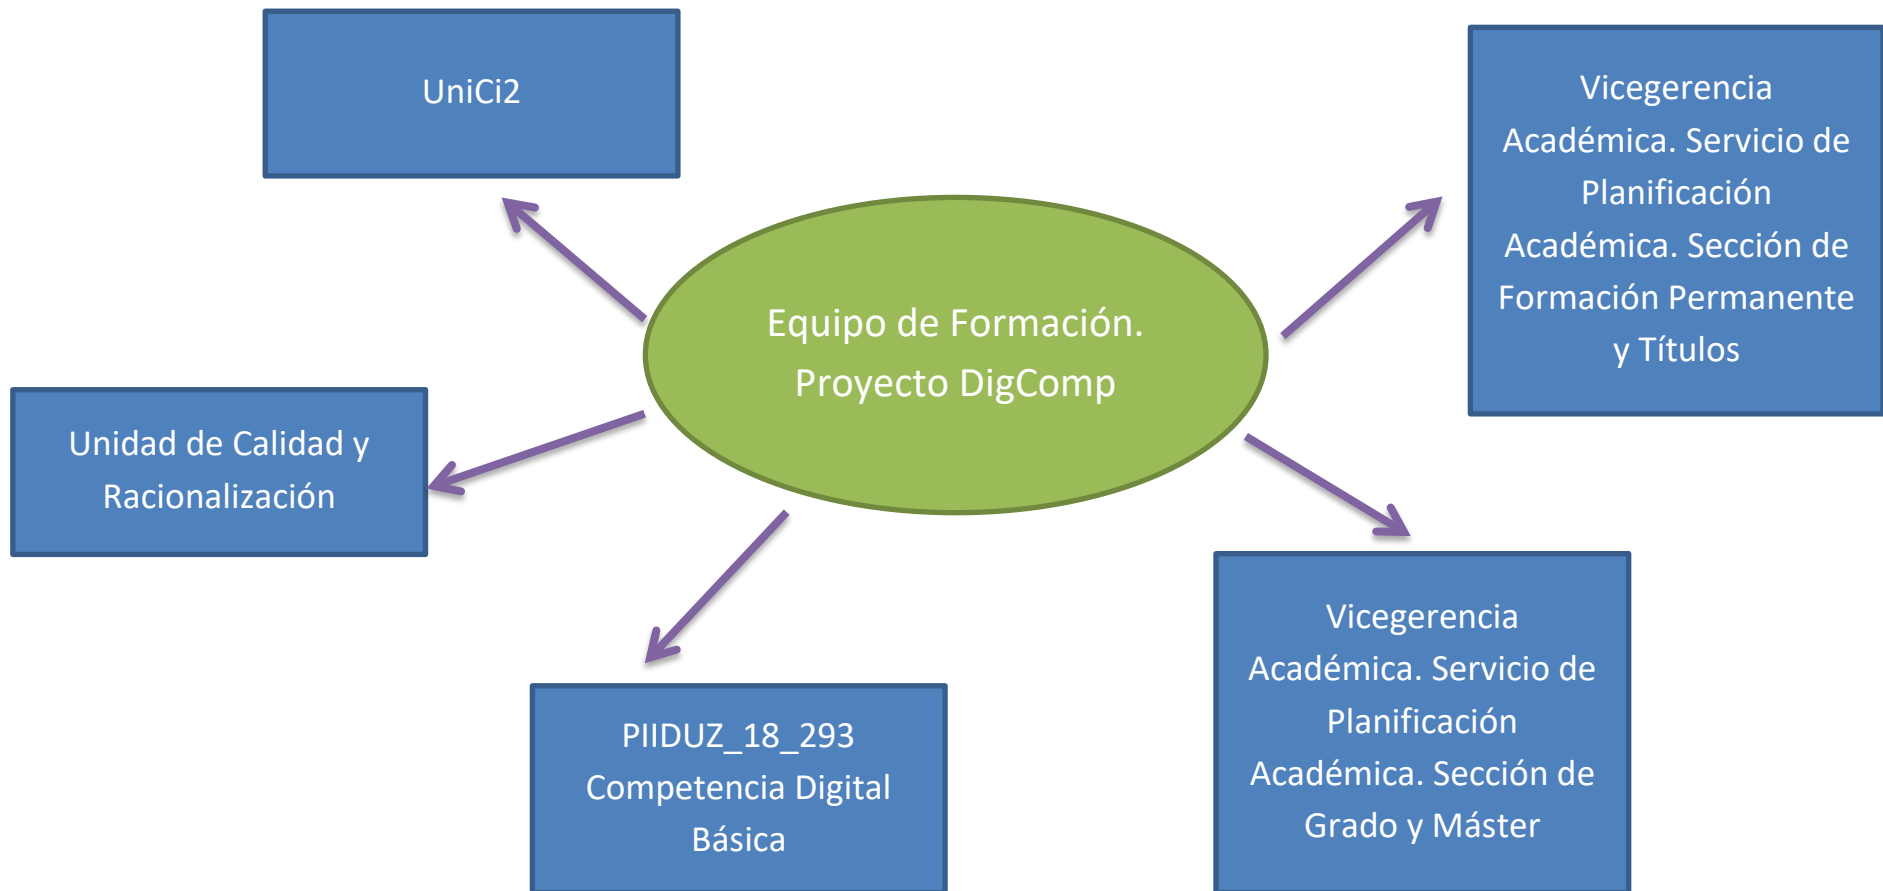 UniCi2
Vicegerencia
Académica. Servicio de
Planificación
Académica. Sección de
Formación Permanente
y Títulos
Equipo de Formación.
Proyecto DigComp
Unidad de Calidad y
Racionalización
PIIDUZ_18_293
Competencia Digital
Básica
Vicegerencia
Académica. Servicio de
Planificación
Académica. Sección de
Grado y Máster